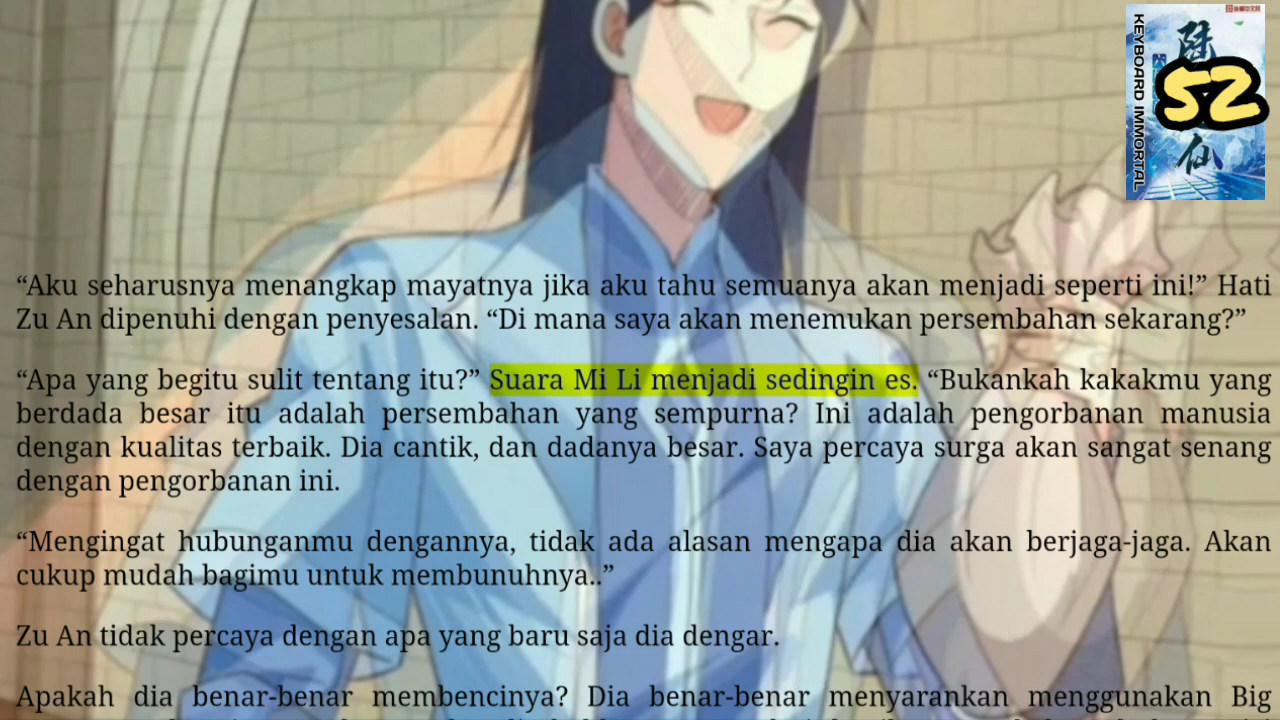 KEYBOARD IMMORTAL
陆
仙
52
“Aku seharusnya menangkap mayatnya jika aku tahu semuanya akan menjadi seperti ini!” Hati
Zu An dipenuhi dengan penyesalan. “Di mana saya akan menemukan persembahan sekarang?”
“Apa yang begitu sulit tentang itu?” Suara Mi Li menjadi sedingin es. “Bukankah kakakmu yang
berdada besar itu adalah persembahan yang sempurna? Ini adalah pengorbanan manusia
dengan kualitas terbaik. Dia cantik, dan dadanya besar. Saya percaya surga akan sangat senang
dengan pengorbanan ini.
“Mengingat hubunganmu dengannya, tidak ada alasan mengapa dia akan berjaga-jaga. Akan
cukup mudah bagimu untuk membunuhnya..”
Zu An tidak percaya dengan apa yang baru saja dia dengar.
Apakah dia benar-benar membencinya? Dia benar-benar menyarankan menggunakan Big